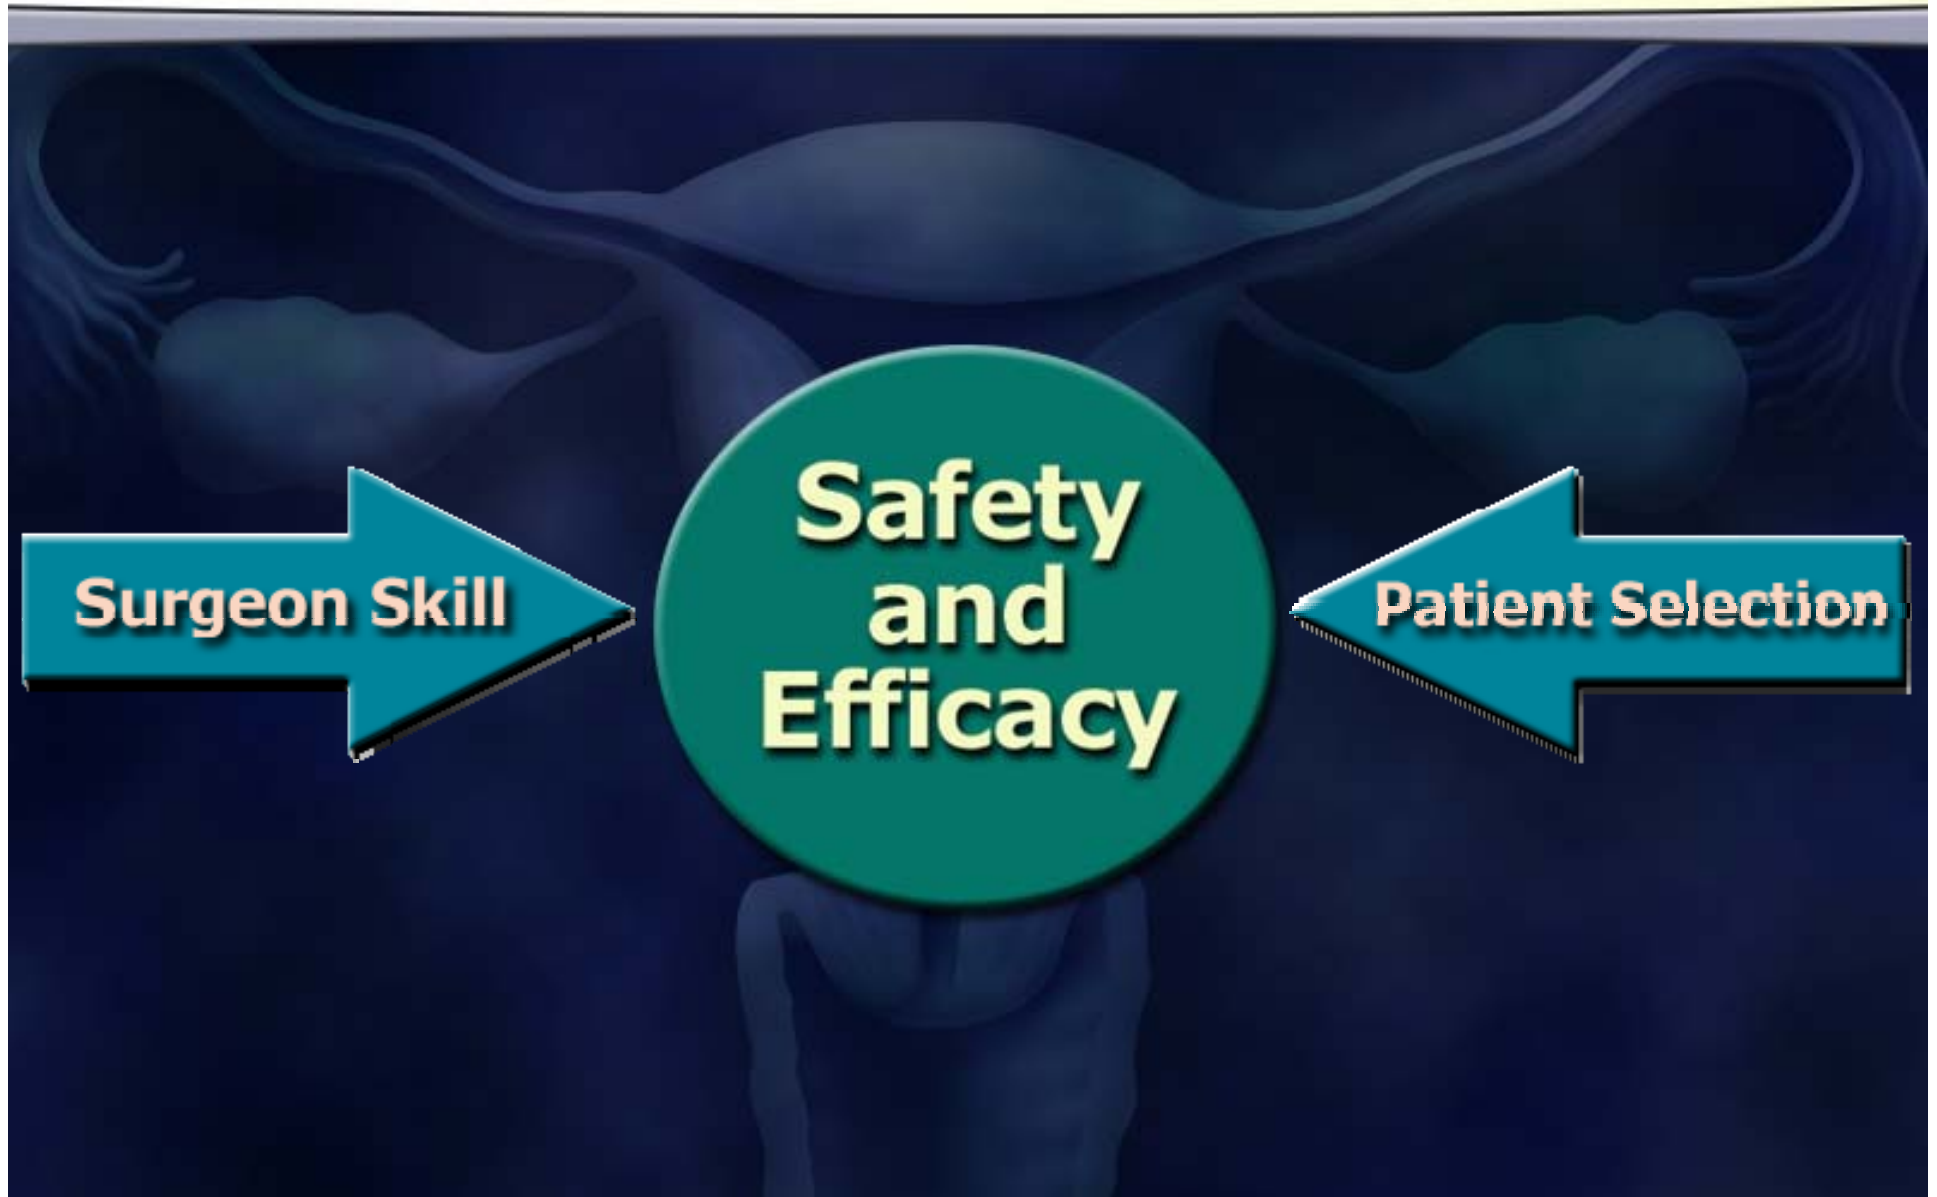 Safety
and
Efficacy
Surgeon Skill
Patient Selection